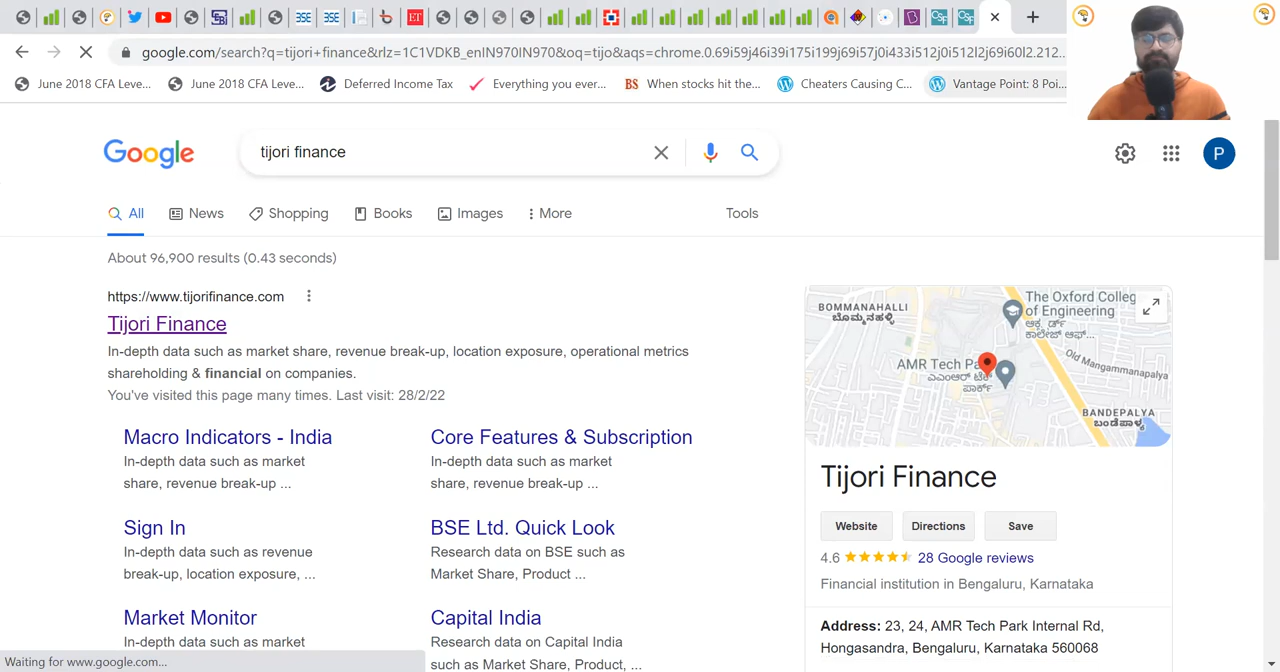 google.com/search?q=tijori+finance&rlz=1C1VDKB_enIN970IN970&oq=tijo&aqs=chrome.0.69i59j46i39i175i199j69i57j0i433i512j0i512l2j69i60l2.212...
June 2018 CFA Leve...
June 2018 CFA Leve...
Deferred Income Tax
Everything you ever...
BS When stocks hit the...
Cheaters Causing C...
Vantage Point: 8 Poi...
Google
tijori finance
P
All
News
Shopping
Books
Images
More
Tools
About 96,900 results (0.43 seconds)
https://www.tijorifinance.com
Tijori Finance
In-depth data such as market share, revenue break-up, location exposure, operational metrics
shareholding & financial on companies.
You've visited this page many times. Last visit: 28/2/22
Macro Indicators - India
In-depth data such as market
share, revenue break-up ...
Core Features & Subscription
In-depth data such as market
share, revenue break-up ...
Sign In
In-depth data such as revenue
break-up, location exposure, ...
BSE Ltd. Quick Look
Research data on BSE such as
Market Share, Product ...
Market Monitor
In-depth data such as market
Capital India
Research data on Capital India
such as Market Share, Product, ...
BOMMANAHALLI
ಬೊಮ್ಮನಹಳ್ಳಿ
The Oxford Colleg
of Engineering
ಆಕ್ಸ್ಫರ್ಡ್
ಕಾಲೇಜ್ ಆಫ್...
AMR Tech Pa
ಎಎಂಆರ್ ಟೆಕ್
ಪಾರ್ಕ್
Old Mangammanapalya
BANDEPALYA
ಬಂಡೆಪಾಳ್ಯ
Tijori Finance
Website
Directions
Save
4.6
28 Google reviews
Financial institution in Bengaluru, Karnataka
Address: 23, 24, AMR Tech Park Internal Rd,
Hongasandra, Bengaluru, Karnataka 560068
Waiting for www.google.com...